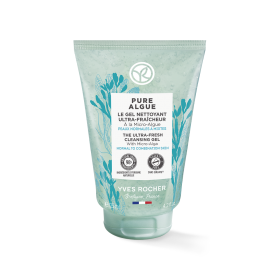 PURE
ALGUE
LE GEL NETTOYANT
ULTRA-FRAÎCHEUR
À la Micro-Algue
PEAUX NORMALES À MIXTES
THE ULTRA-FRESH
CLEANSING GEL
With Micro-Alga
NORMAL TO COMBINATION SKIN
YVES ROCHER